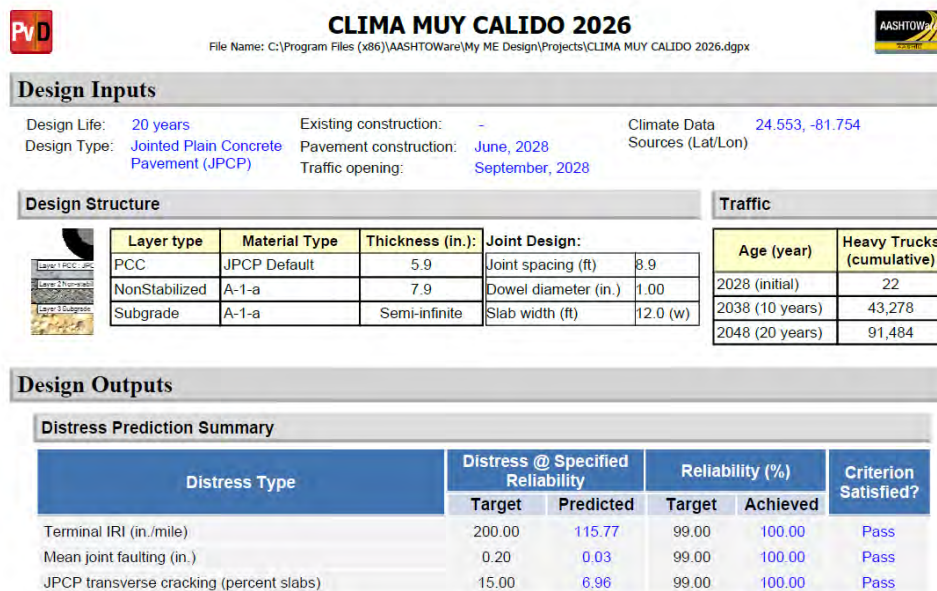 PvD
CLIMA MUY CALIDO 2026
File Name: C:\Program Files (x86)\AASHTOWare\My ME Design\Projects\CLIMA MUY CALIDO 2026.dgpx
Design Inputs
Design Life: 20 years Existing construction: - Climate Data 24.553, -81.754
Design Type: Jointed Plain Concrete Pavement construction: June, 2028 Sources (Lat/Lon)
Pavement (JPCP) Traffic opening: September, 2028
Design Structure
Layer type Material Type Thickness (in.): Joint Design:
PCC JPCP Default 5.9 Joint spacing (ft) 8.9
NonStabilized A-1-a 7.9 Dowel diameter (in.) 1.00
Subgrade A-1-a Semi-infinite Slab width (ft) 12.0 (w)
Layer 3 Subgrade
Traffic
Age (year) Heavy Trucks
(cumulative)
2028 (initial) 22
2038 (10 years) 43,278
2048 (20 years) 91,484
Design Outputs
Distress Prediction Summary
Distress Type Distress @ Specified
Reliability Reliability (%) Criterion
Satisfied?
Target Predicted Target Achieved
Terminal IRI (in./mile) 200.00 115.77 99.00 100.00 Pass
Mean joint faulting (in.) 0.20 0.03 99.00 100.00 Pass
JPCP transverse cracking (percent slabs) 15.00 6.96 99.00 100.00 Pass